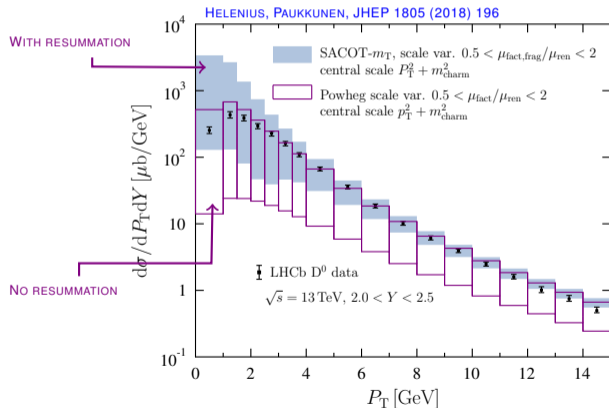 HELENIUS, PAUKKUNEN, JHEP 1805 (2018) 196
WITH RESUMMATION
NO RESUMMATION
dσ/dP_T dY [μb/GeV]
10^4
10^3
10^2
10
1
10^-1
SACOT-m_T, scale var. 0.5 < μ_fact,frag/μ_ren < 2
central scale P_T^2 + m_charm^2
Powheg scale var. 0.5 < μ_fact/μ_ren < 2
central scale p_T^2 + m_charm^2
LHCb D^0 data
√s = 13 TeV, 2.0 < Y < 2.5
0 2 4 6 8 10 12 14
P_T [GeV]